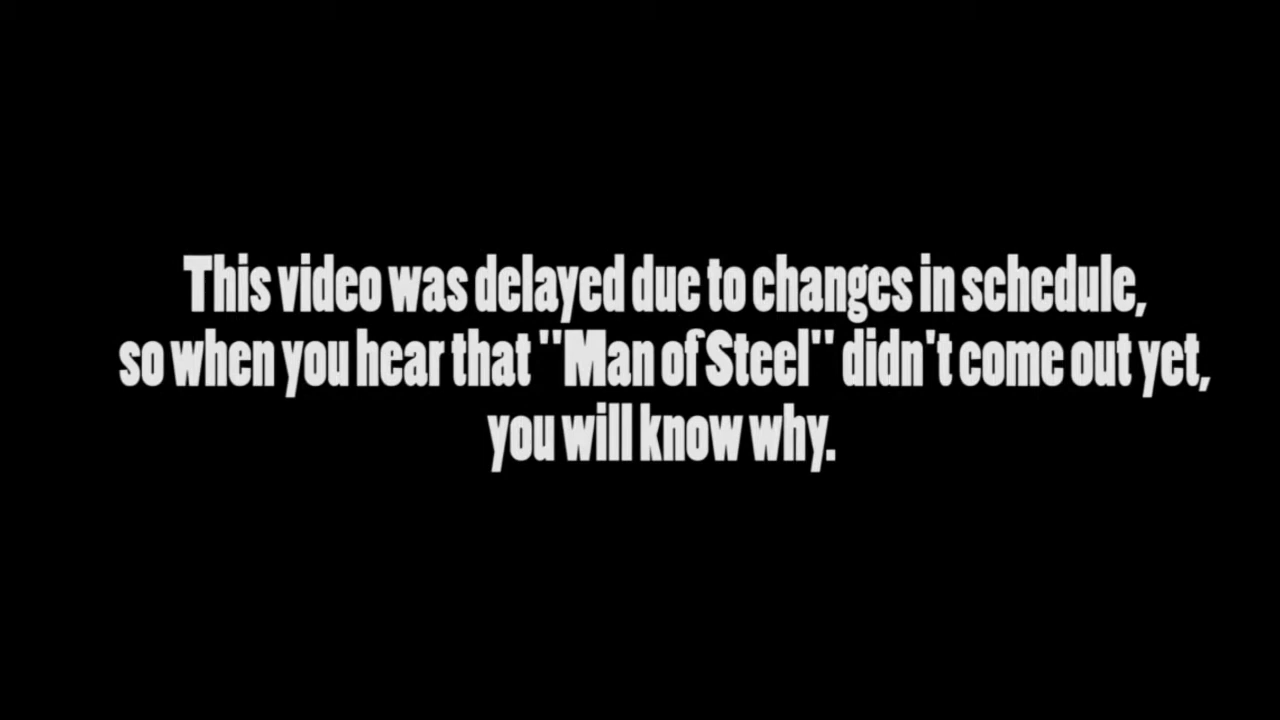 This video was delayed due to changes in schedule,
so when you hear that "Man of Steel" didn't come out yet,
you will know why.